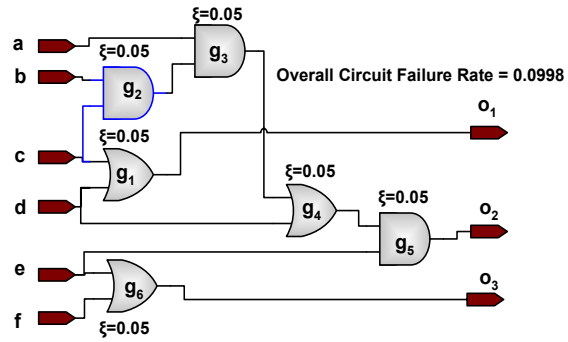 ξ=0.05
a
ξ=0.05
g3
b
g2
Overall Circuit Failure Rate = 0.0998
o1
ξ=0.05
c
g1
ξ=0.05
ξ=0.05
d
g4
o2
g5
e
g6
o3
f
ξ=0.05